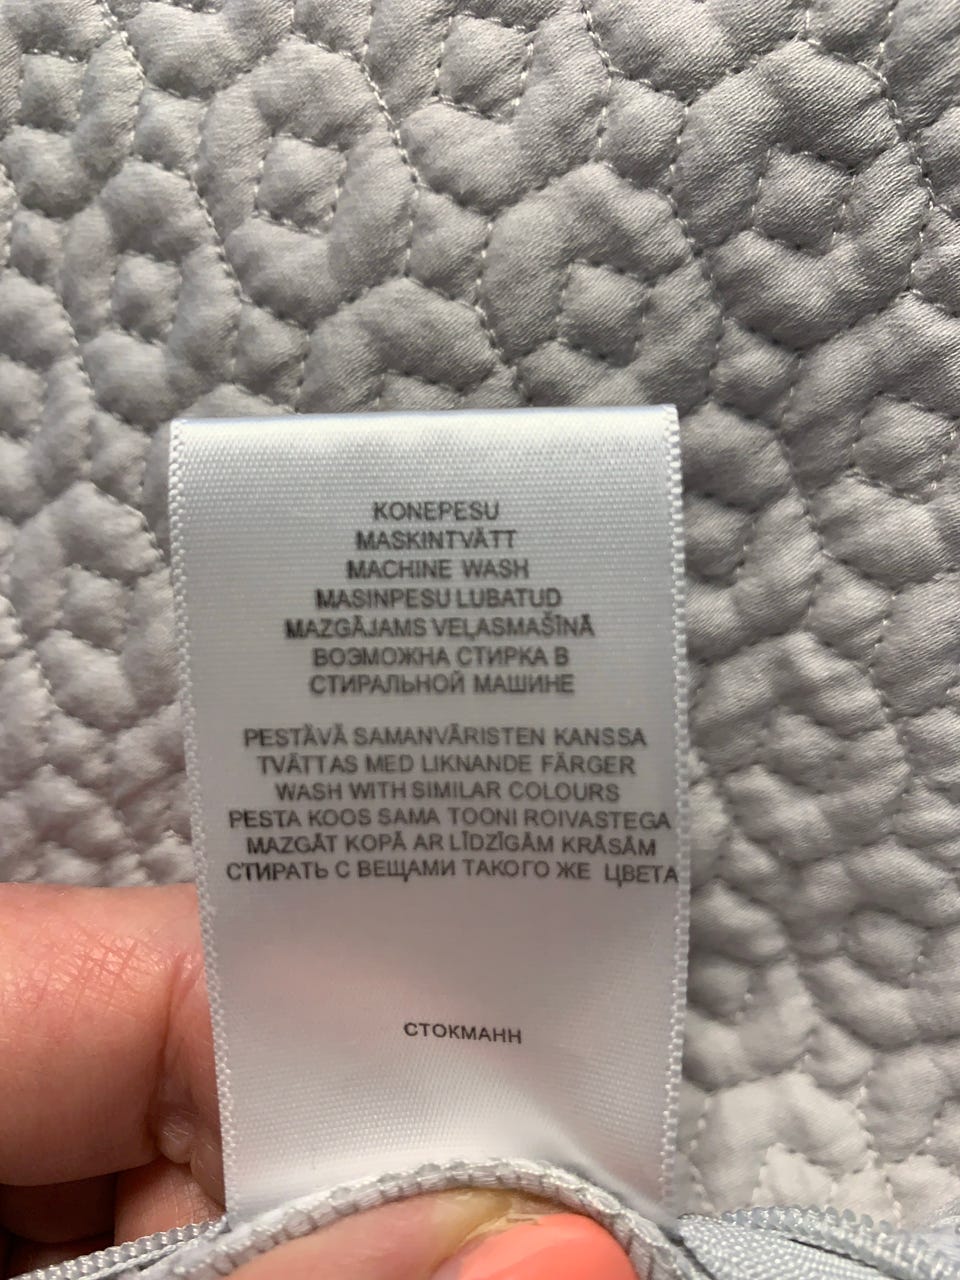 KONEPESU
MASKINTVÄTT
MACHINE WASH
MASINPESU LUBATUD
MAZGĀJAMS VEĻASMAŠĪNĀ
ВОЗМОЖНА СТИРКА В
СТИРАЛЬНОЙ МАШИНЕ
PESTÄVÄ SAMANVÄRISTEN KANSSA
TVÄTTAS MED LIKNANDE FÄRGER
WASH WITH SIMILAR COLOURS
PESTA KOOS SAMA TOONI ROIVASTEGA
MAZGĀT KOPĀ AR LĪDZĪGĀM KRĀSĀM
СТИРАТЬ С ВЕЩАМИ ТАКОГО ЖЕ ЦВЕТА
СТОКМАНН